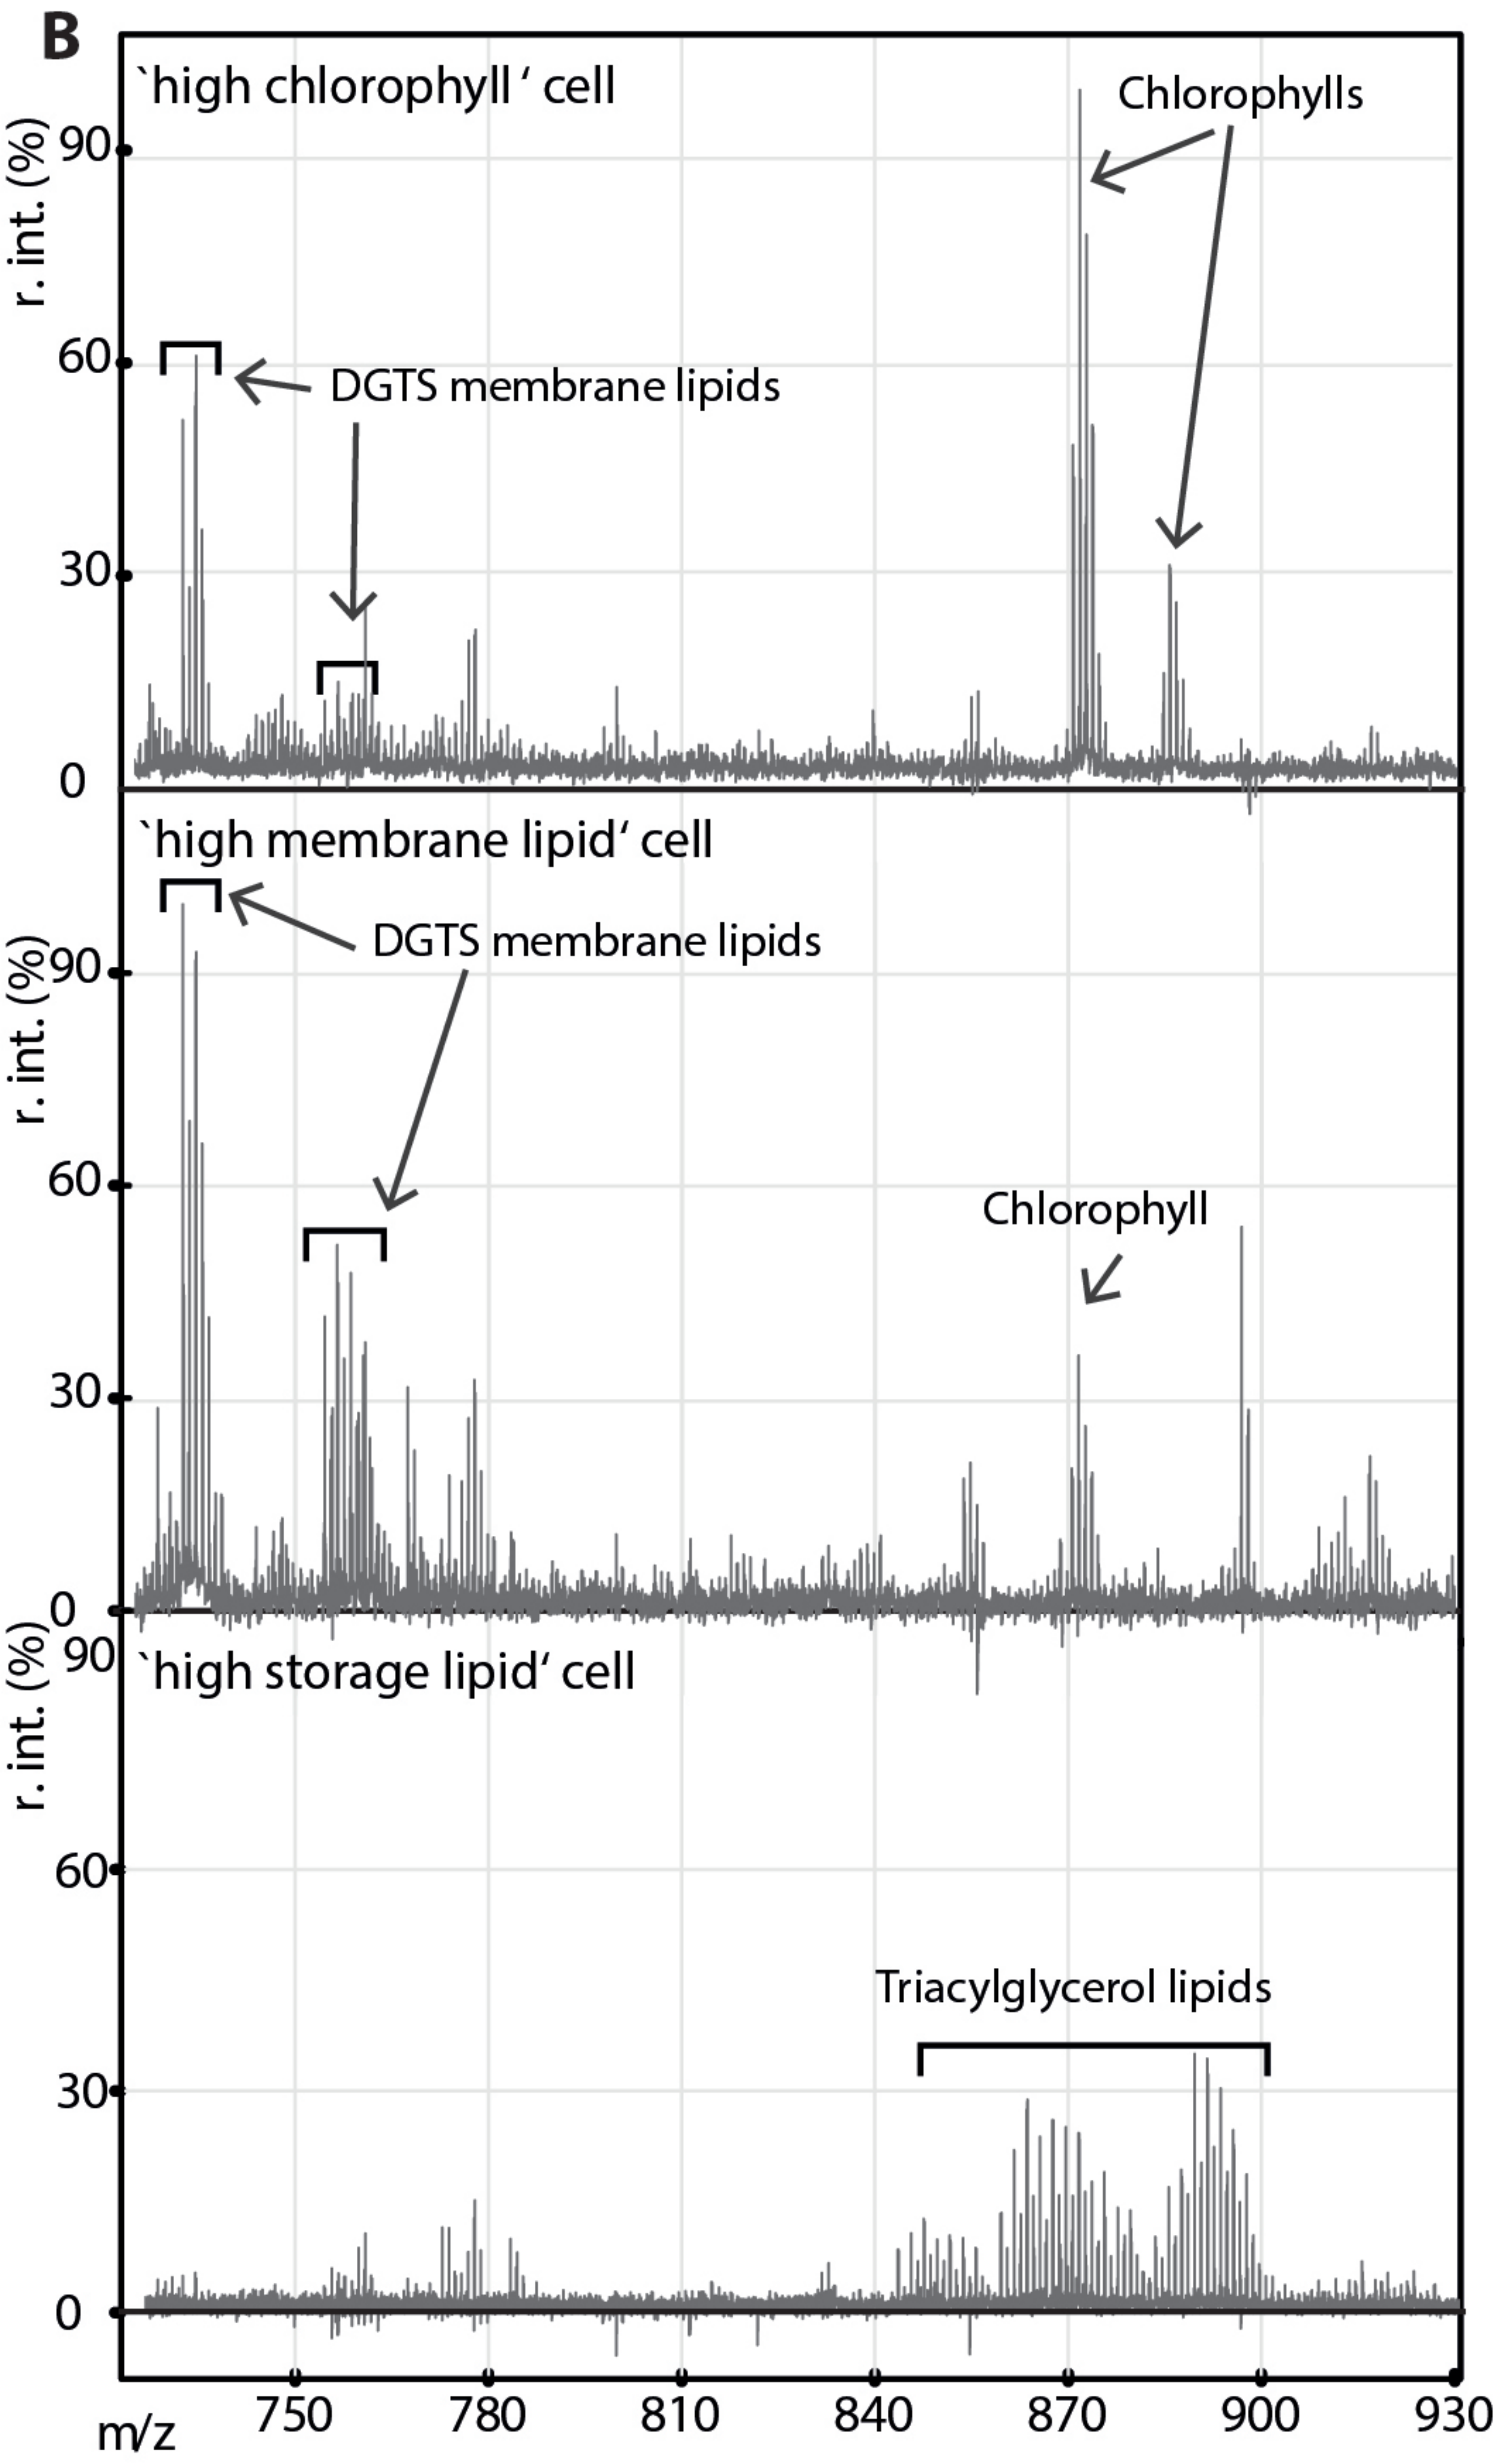 B
`high chlorophyll ‘ cell
Chlorophylls
r. int. (%)
90
60
DGTS membrane lipids
30
0
`high membrane lipid‘ cell
DGTS membrane lipids
r. int. (%)
90
60
Chlorophyll
30
0
r. int. (%)
90
`high storage lipid‘ cell
60
Triacylglycerol lipids
30
0
m/z
750 780 810 840 870 900 930